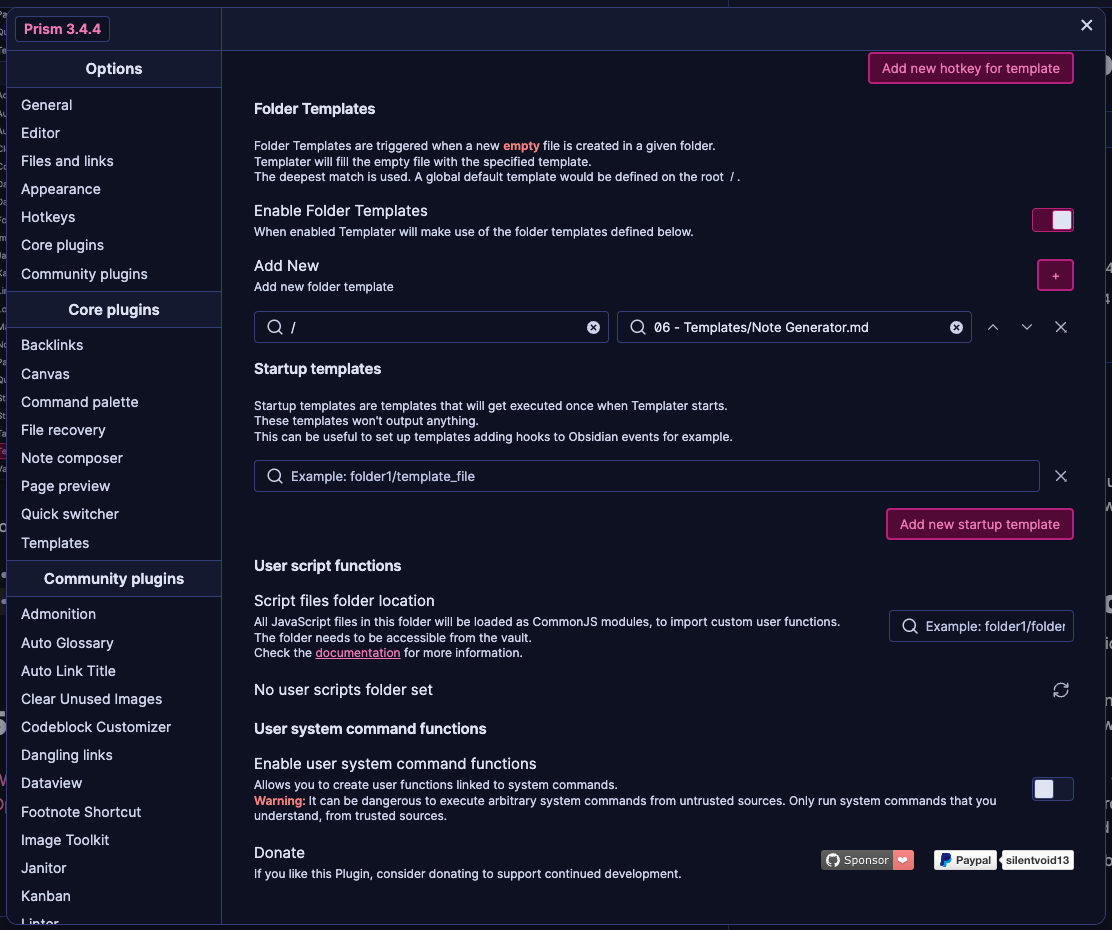 Prism 3.4.4
Options
General
Editor
Files and links
Appearance
Hotkeys
Core plugins
Community plugins
Core plugins
Backlinks
Canvas
Command palette
File recovery
Note composer
Page preview
Quick switcher
Templates
Community plugins
Admonition
Auto Glossary
Auto Link Title
Clear Unused Images
Codeblock Customizer
Dangling links
Dataview
Footnote Shortcut
Image Toolkit
Janitor
Kanban
Linter
Add new hotkey for template
Folder Templates
Folder Templates are triggered when a new empty file is created in a given folder.
Templater will fill the empty file with the specified template.
The deepest match is used. A global default template would be defined on the root / .
Enable Folder Templates
When enabled Templater will make use of the folder templates defined below.
Add New
Add new folder template
+
/
06 - Templates/Note Generator.md
Startup templates
Startup templates are templates that will get executed once when Templater starts.
These templates won't output anything.
This can be useful to set up templates adding hooks to Obsidian events for example.
Example: folder1/template_file
Add new startup template
User script functions
Script files folder location
All JavaScript files in this folder will be loaded as CommonJS modules, to import custom user functions.
The folder needs to be accessible from the vault.
Check the documentation for more information.
Example: folder1/folder
No user scripts folder set
User system command functions
Enable user system command functions
Allows you to create user functions linked to system commands.
Warning: It can be dangerous to execute arbitrary system commands from untrusted sources. Only run system commands that you
understand, from trusted sources.
Donate
If you like this Plugin, consider donating to support continued development.
Sponsor
Paypal
silentvoid13